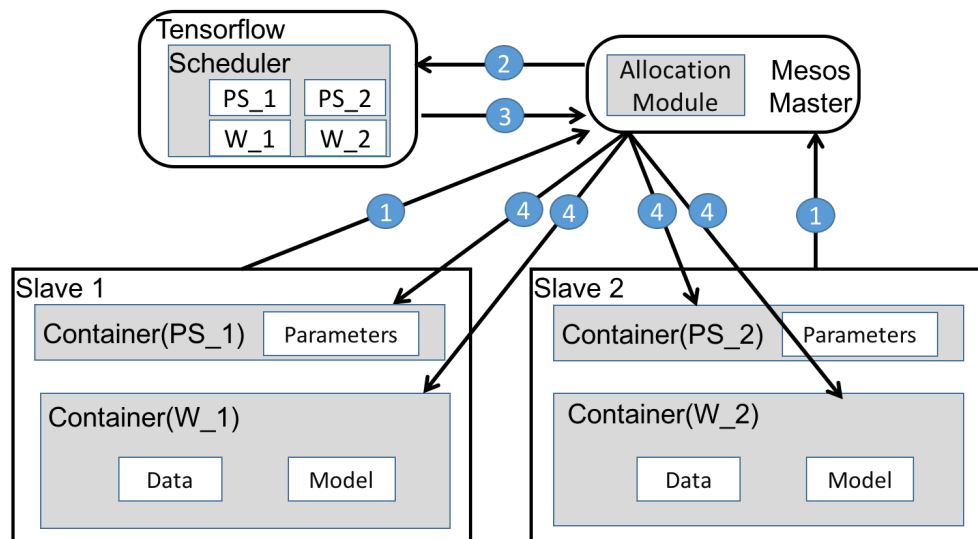 Tensorflow
Scheduler
PS_1 PS_2
W_1 W_2
2
3
Allocation
Module
Mesos
Master
1
4
4
4
4
1
Slave 1
Container(PS_1) Parameters
Container(W_1)
Data Model
Slave 2
Container(PS_2) Parameters
Container(W_2)
Data Model